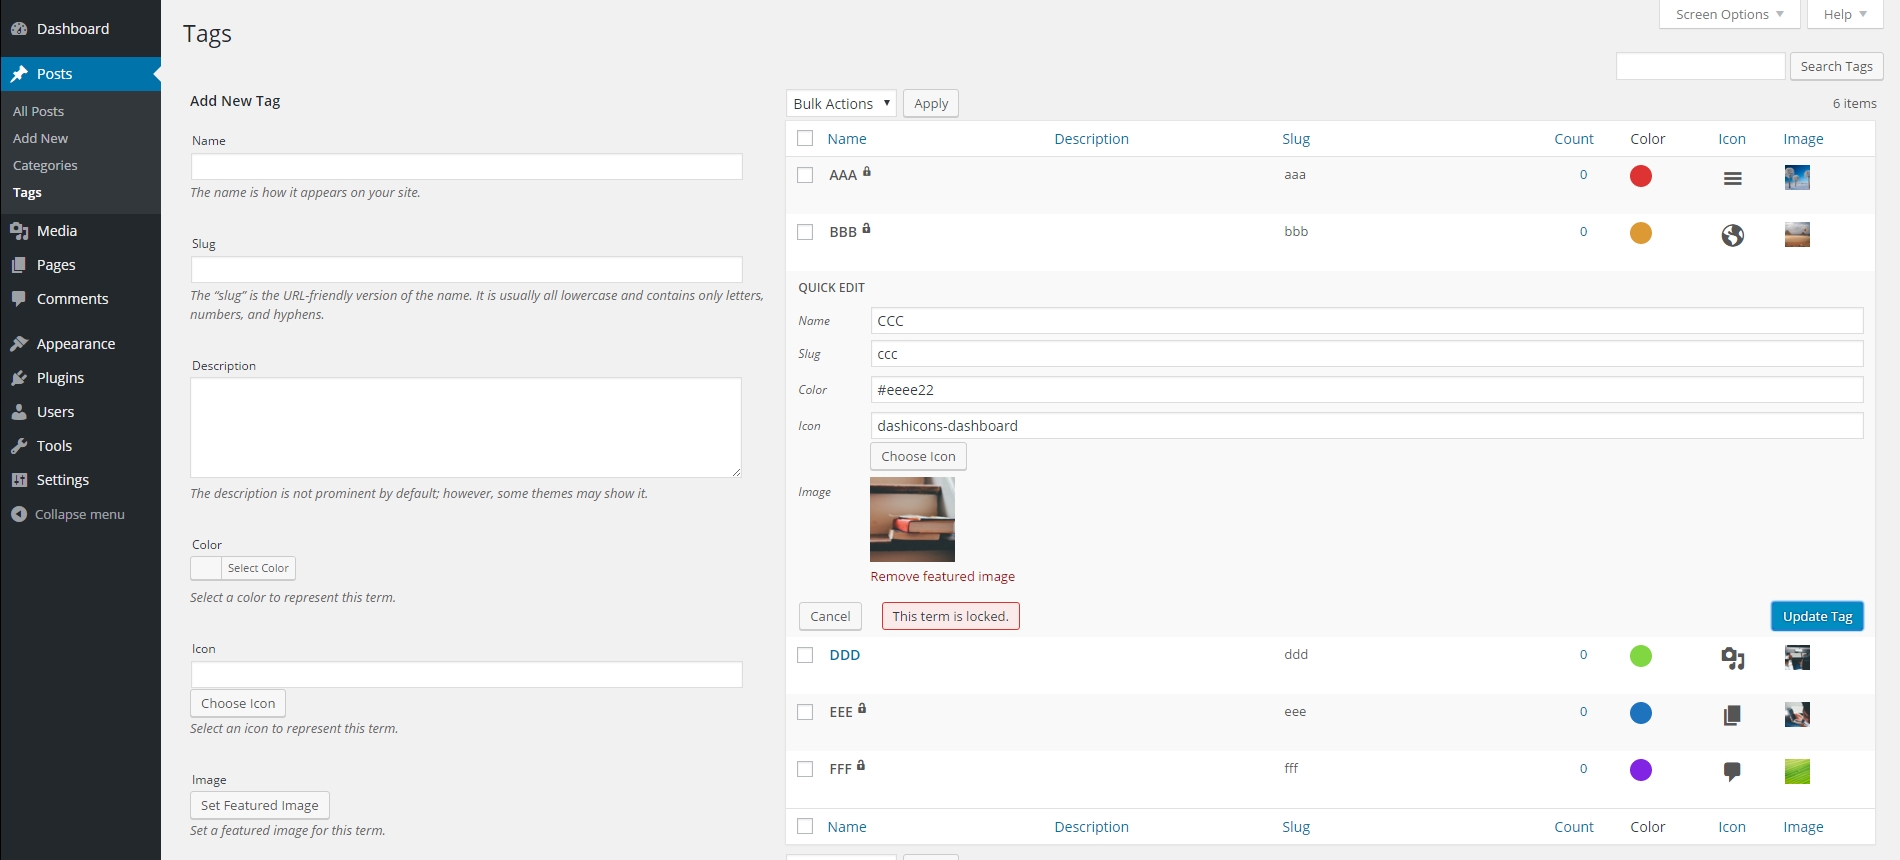 Dashboard
Posts
All Posts
Add New
Categories
Tags
Media
Pages
Comments
Appearance
Plugins
Users
Tools
Settings
Collapse menu
Screen Options
Help
Tags
Search Tags
Add New Tag
Name
The name is how it appears on your site.
Slug
The “slug” is the URL-friendly version of the name. It is usually all lowercase and contains only letters,
numbers, and hyphens.
Description
The description is not prominent by default; however, some themes may show it.
Color
Select Color
Select a color to represent this term.
Icon
Choose Icon
Select an icon to represent this term.
Image
Set Featured Image
Set a featured image for this term.
Bulk Actions Apply 6 items
Name Description Slug Count Color Icon Image
AAA aaa 0
BBB bbb 0
QUICK EDIT
Name CCC
Slug ccc
Color #eeee22
Icon dashicons-dashboard
Choose Icon
Image
Remove featured image
Cancel This term is locked. Update Tag
DDD ddd 0
EEE eee 0
FFF fff 0
Name Description Slug Count Color Icon Image